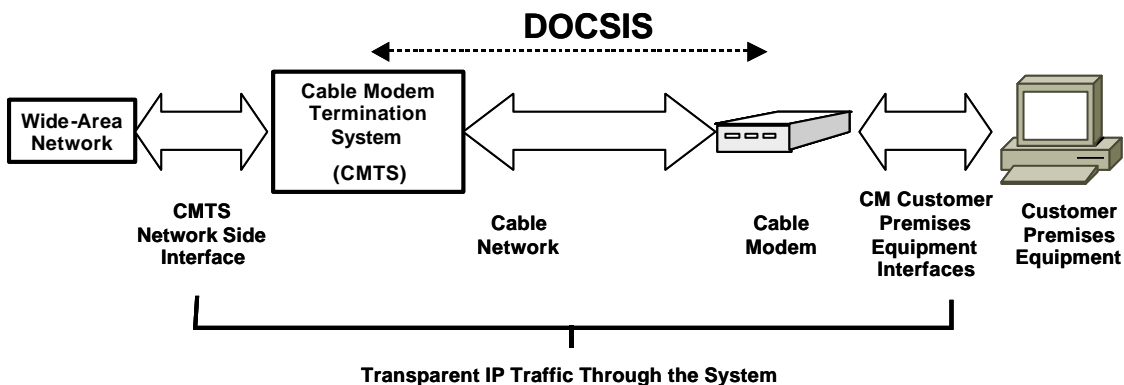 DOCSIS
Wide-Area
Network
Cable Modem
Termination
System
(CMTS)
CMTS
Network Side
Interface
Cable
Network
Cable
Modem
CM Customer
Premises
Equipment
Interfaces
Customer
Premises
Equipment
Transparent IP Traffic Through the System